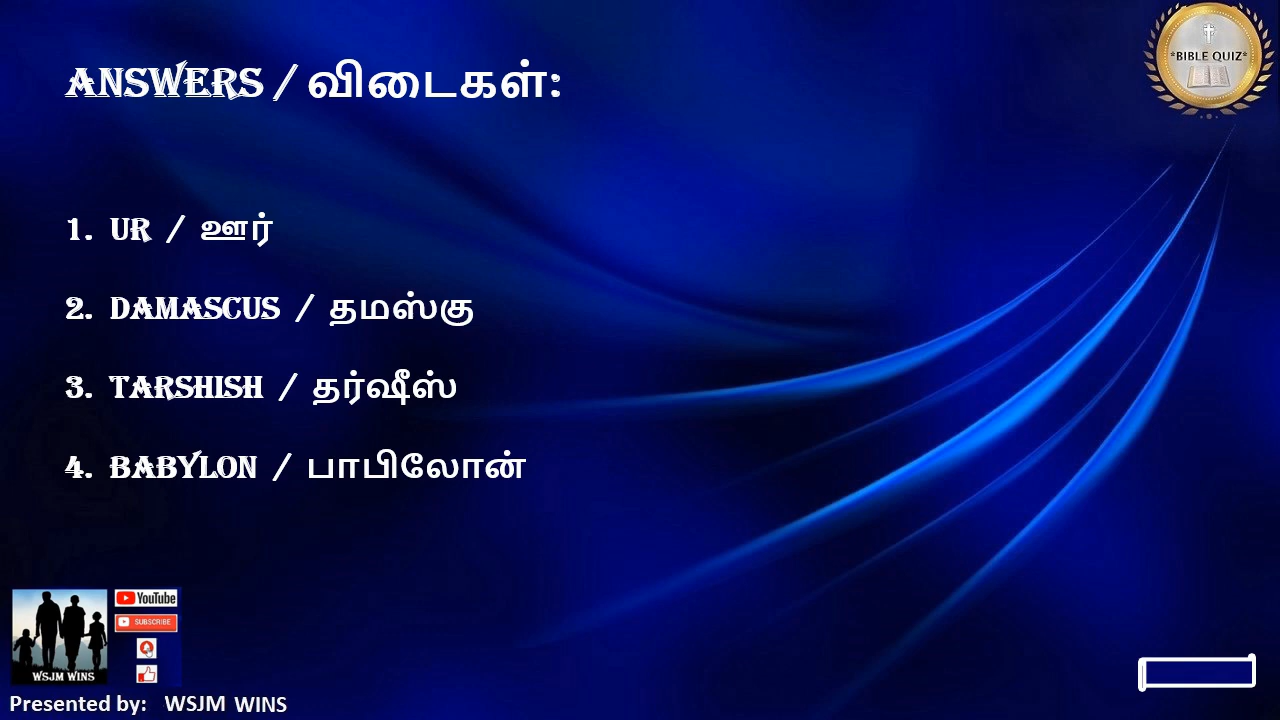 ANSWERS / விடைகள்:
*BIBLE QUIZ*
1. UR / ஊர்
2. DAMASCUS / தமஸ்கு
3. TARSHISH / தர்ஷீஸ்
4. BABYLON / பாபிலோன்
YouTube
SUBSCRIBE
WSJM WINS
Presented by: WSJM WINS